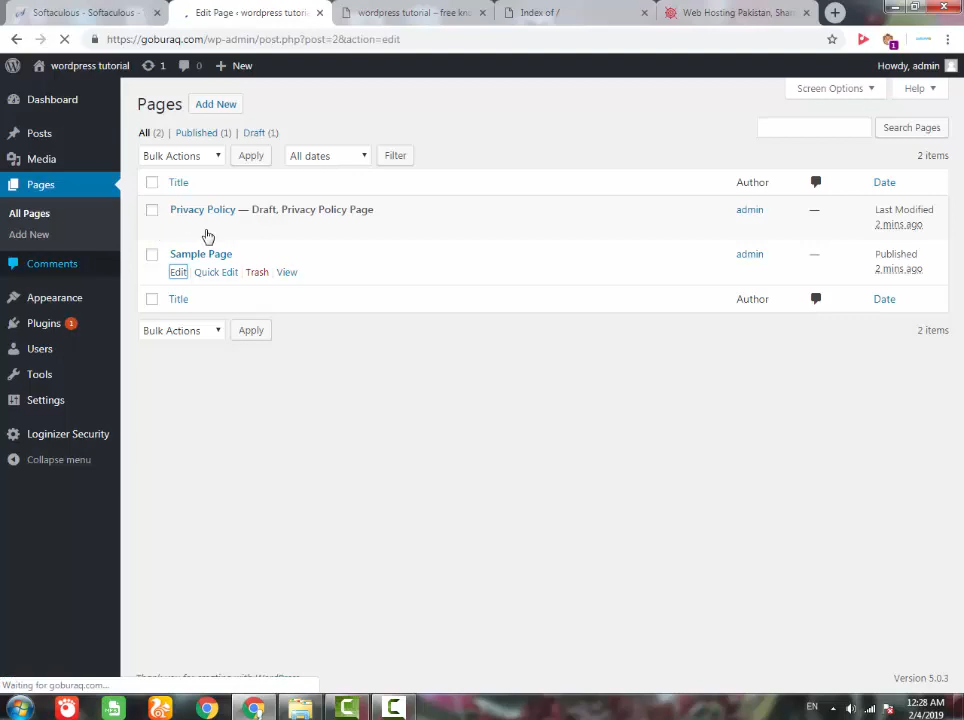 Softaculous - Softaculous -
Edit Page ‹ wordpress tutori
wordpress tutorial – free kno
Index of /
Web Hosting Pakistan, Shar
https://goburaq.com/wp-admin/post.php?post=2&action=edit
1
wordpress tutorial
1
0
New
Howdy, admin
Dashboard
Posts
Media
Pages
All Pages
Add New
Comments
Appearance
Plugins 1
Users
Tools
Settings
Loginizer Security
Collapse menu
Screen Options
Help
Pages
Add New
All (2) | Published (1) | Draft (1)
Search Pages
Bulk Actions
Apply
All dates
Filter
2 items
Title
Author
Date
Privacy Policy — Draft, Privacy Policy Page
admin
—
Last Modified
2 mins ago
Sample Page
admin
—
Published
2 mins ago
Edit | Quick Edit | Trash | View
Title
Author
Date
Bulk Actions
Apply
2 items
Version 5.0.3
Waiting for goburaq.com...
EN
12:28 AM
2/4/2019